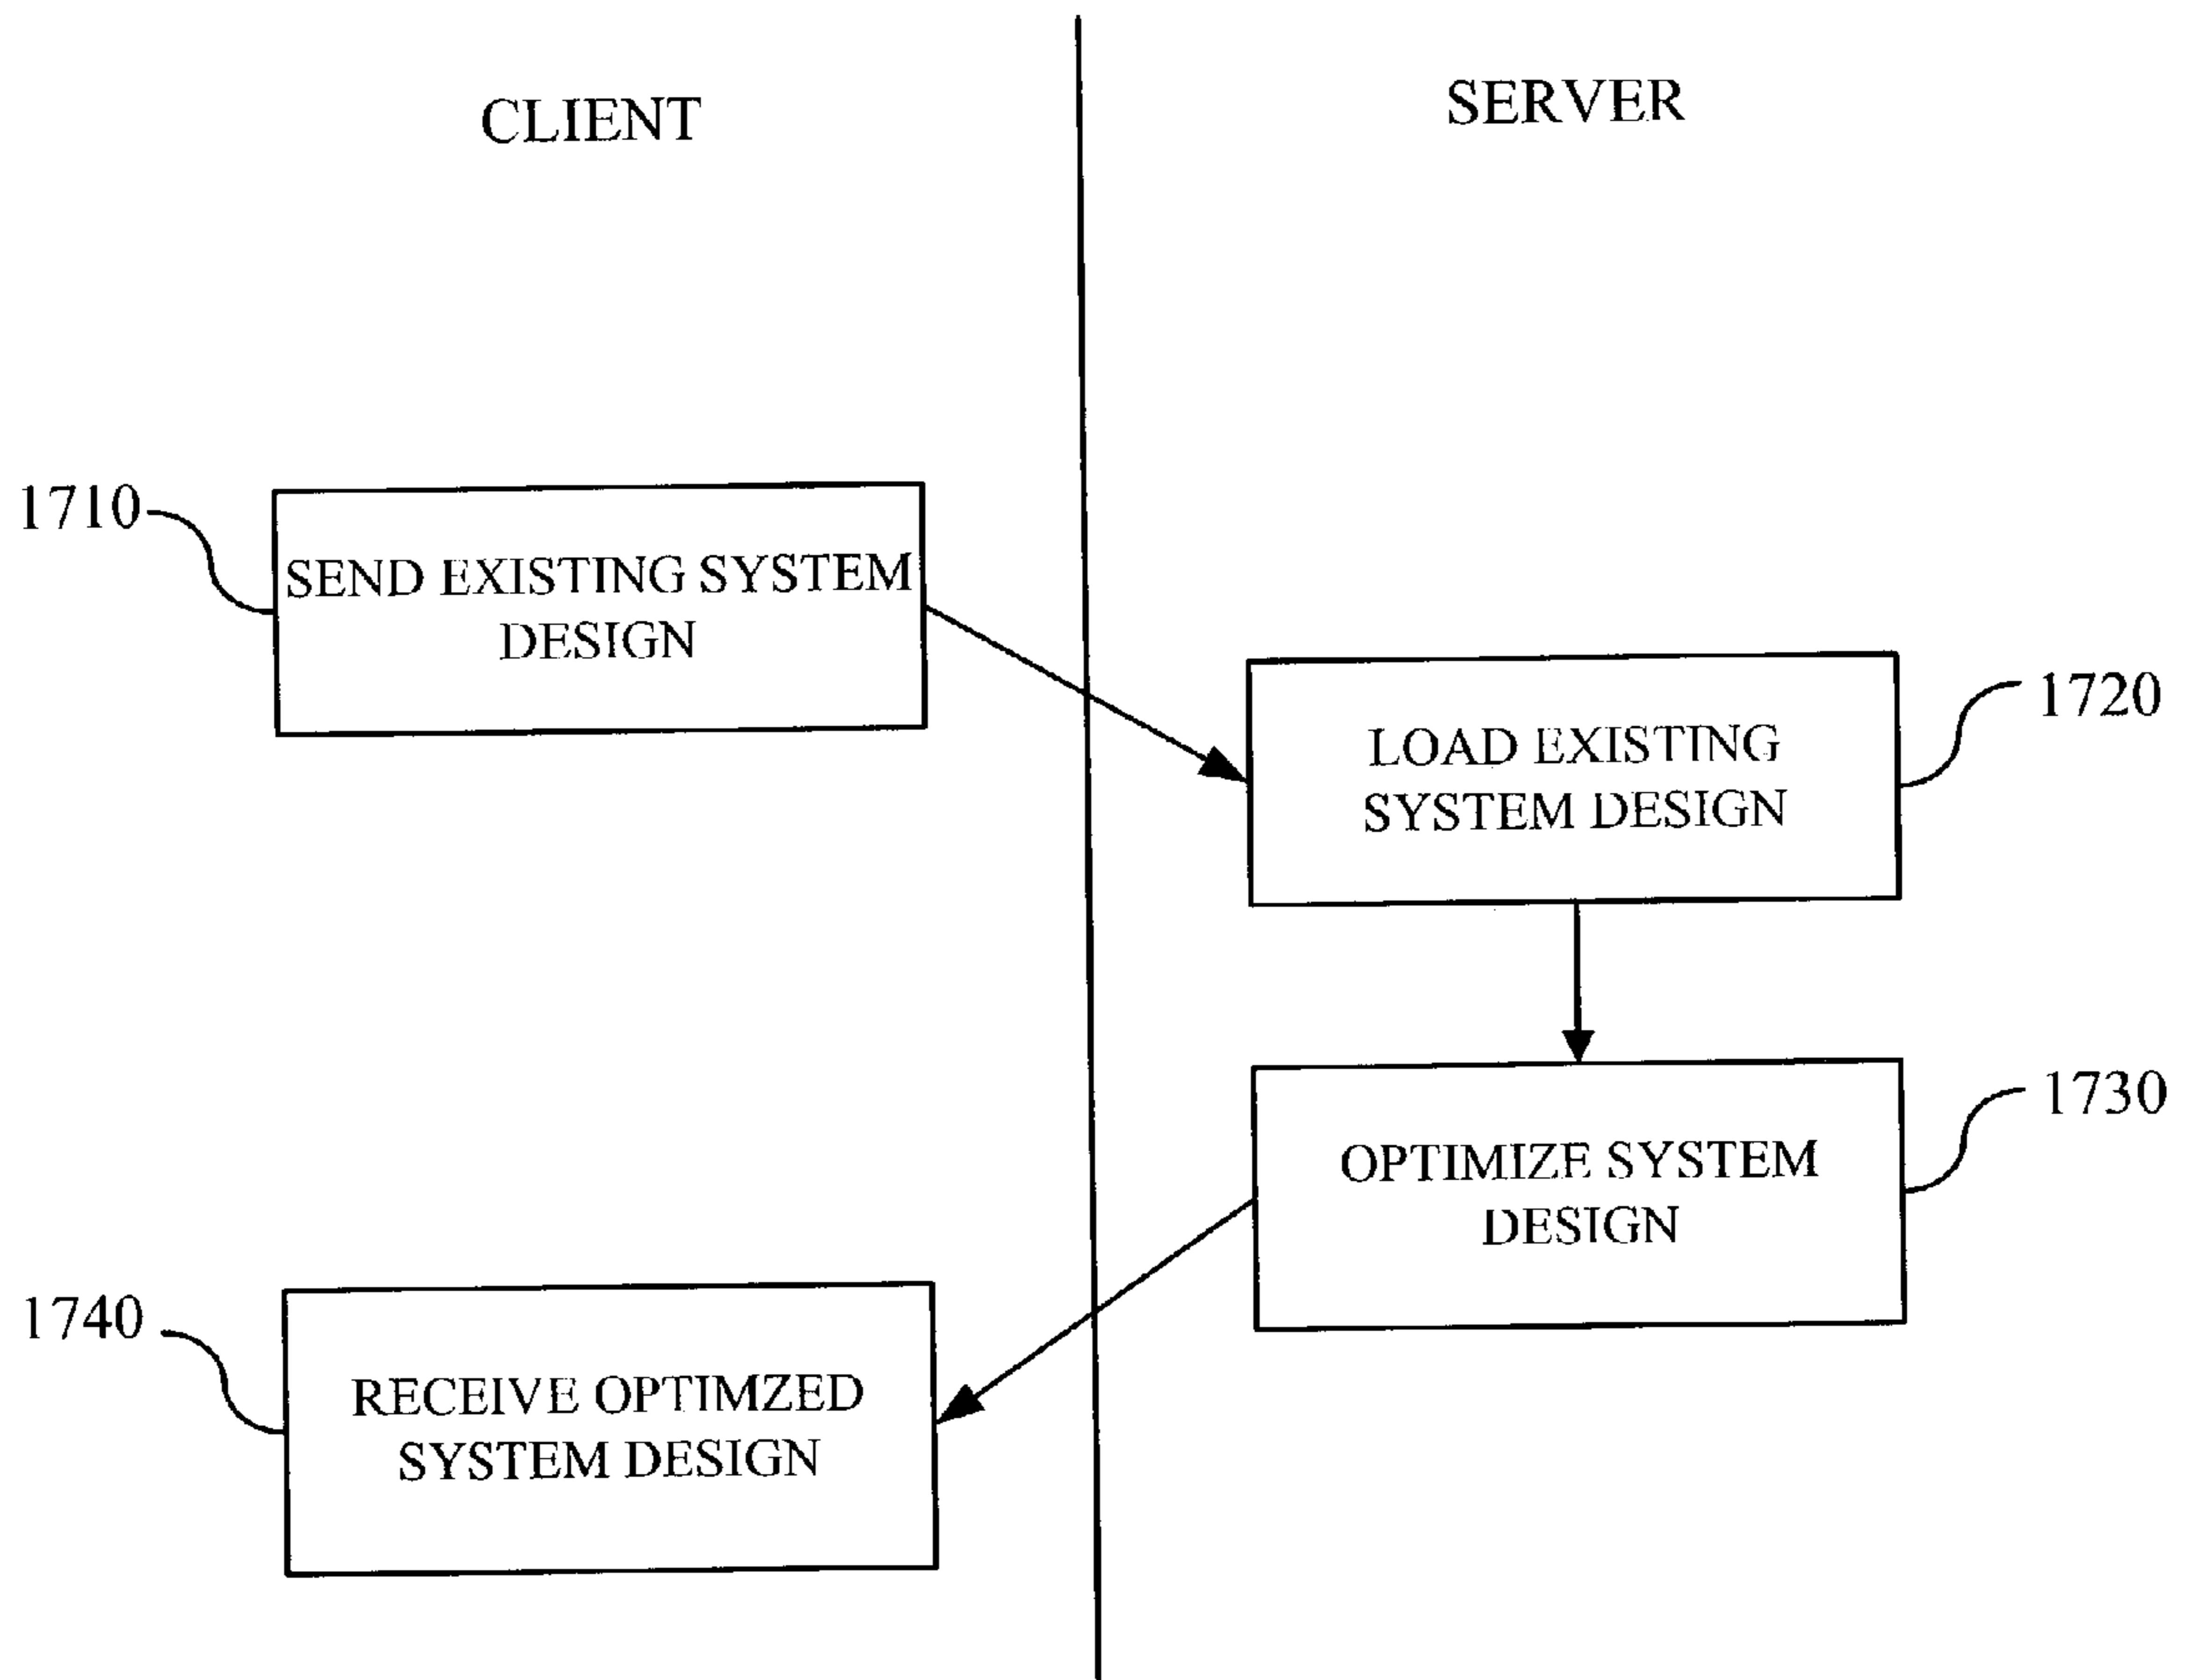 CLIENT
SERVER
1710
SEND EXISTING SYSTEM
DESIGN
1720
LOAD EXISTING
SYSTEM DESIGN
1730
OPTIMIZE SYSTEM
DESIGN
1740
RECEIVE OPTIMZED
SYSTEM DESIGN